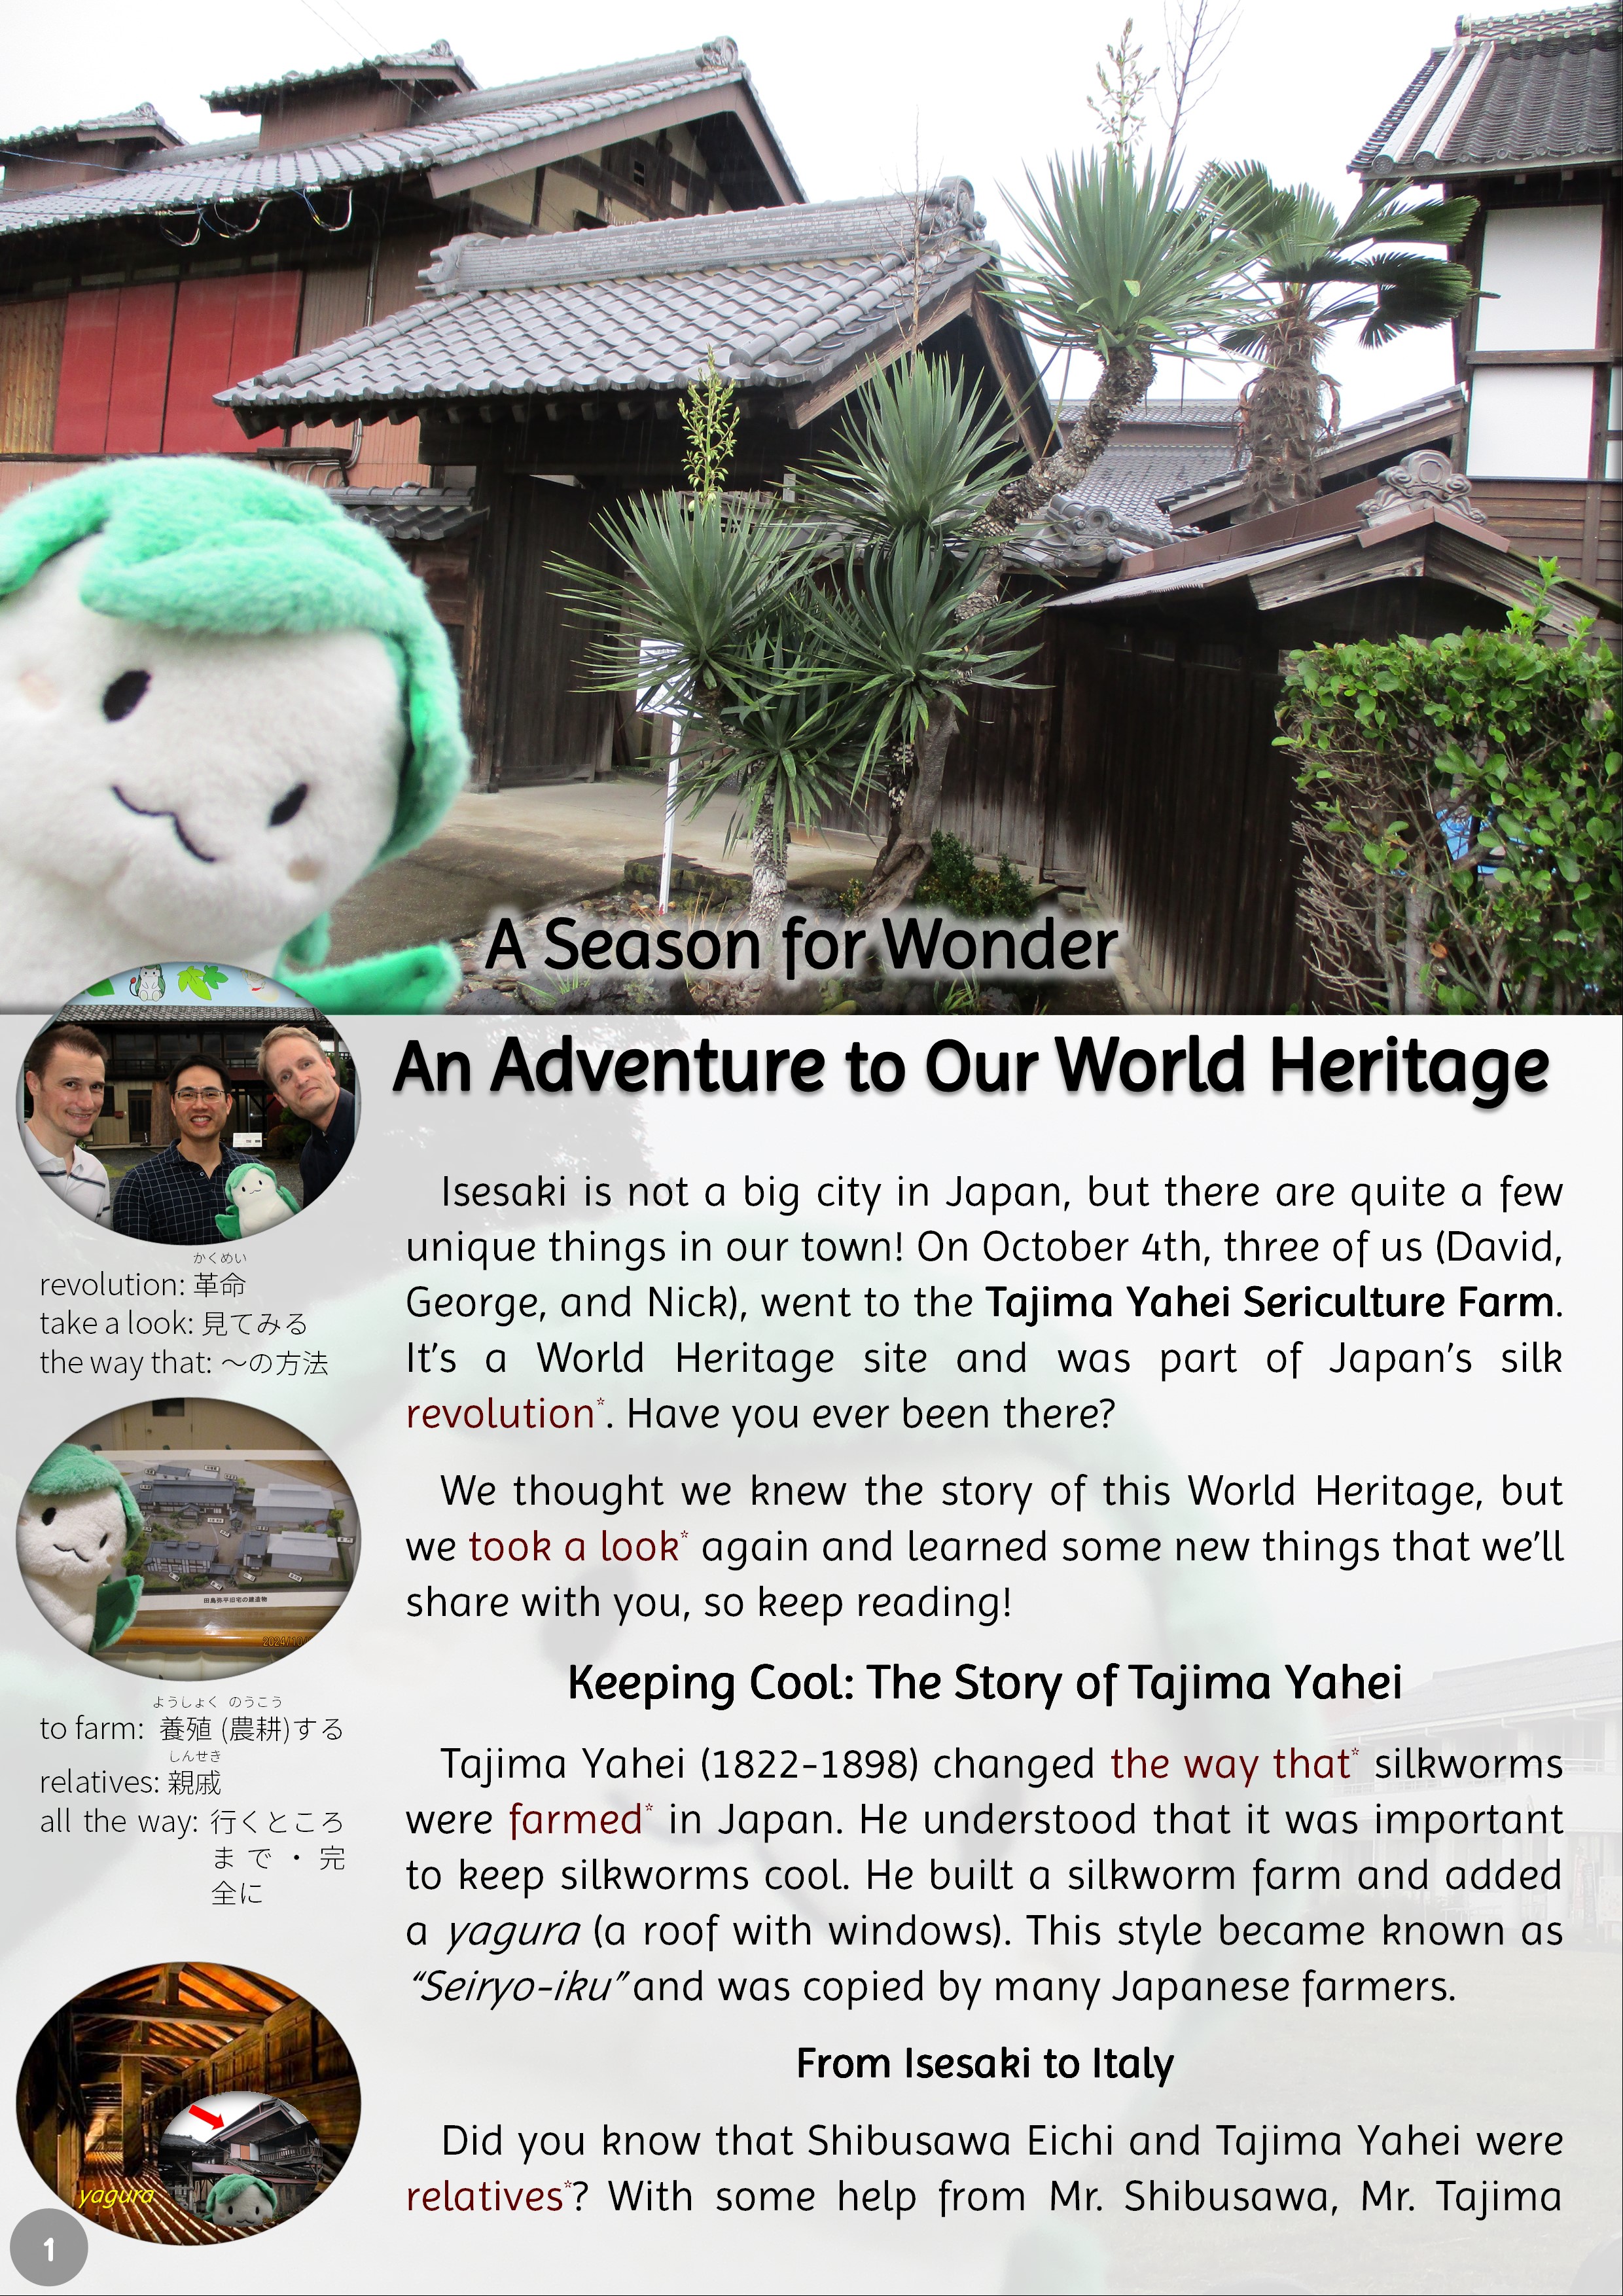 A Season for Wonder
An Adventure to Our World Heritage
Isesaki is not a big city in Japan, but there are quite a few
unique things in our town! On October 4th, three of us (David,
George, and Nick), went to the Tajima Yahei Sericulture Farm.
It’s a World Heritage site and was part of Japan’s silk
revolution*. Have you ever been there?
We thought we knew the story of this World Heritage, but
we took a look* again and learned some new things that we’ll
share with you, so keep reading!
Keeping Cool: The Story of Tajima Yahei
Tajima Yahei (1822-1898) changed the way that* silkworms
were farmed* in Japan. He understood that it was important
to keep silkworms cool. He built a silkworm farm and added
a yagura (a roof with windows). This style became known as
“Seiryo-iku” and was copied by many Japanese farmers.
From Isesaki to Italy
Did you know that Shibusawa Eichi and Tajima Yahei were
relatives*? With some help from Mr. Shibusawa, Mr. Tajima
かくめい
revolution: 革命
take a look: 見てみる
the way that: ～の方法
田島弥平旧宅の建造物
ようしょく のうこう
to farm: 養殖 (農耕)する
しんせき
relatives: 親戚
all the way: 行くところ
まで・完
全に
yagura
1